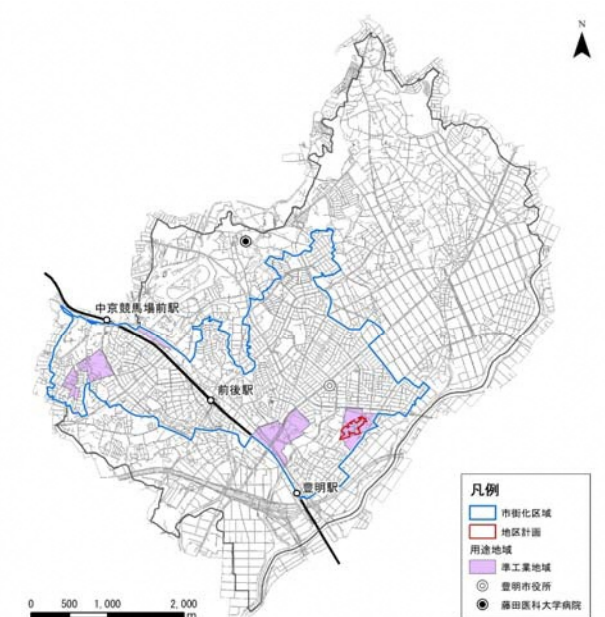 N
中京競馬場前駅
前後駅
豊明駅
凡例
市街化区域
地区計画
用途地域
準工業地域
豊明市役所
藤田医科大学病院
0 500 1,000 2,000
m